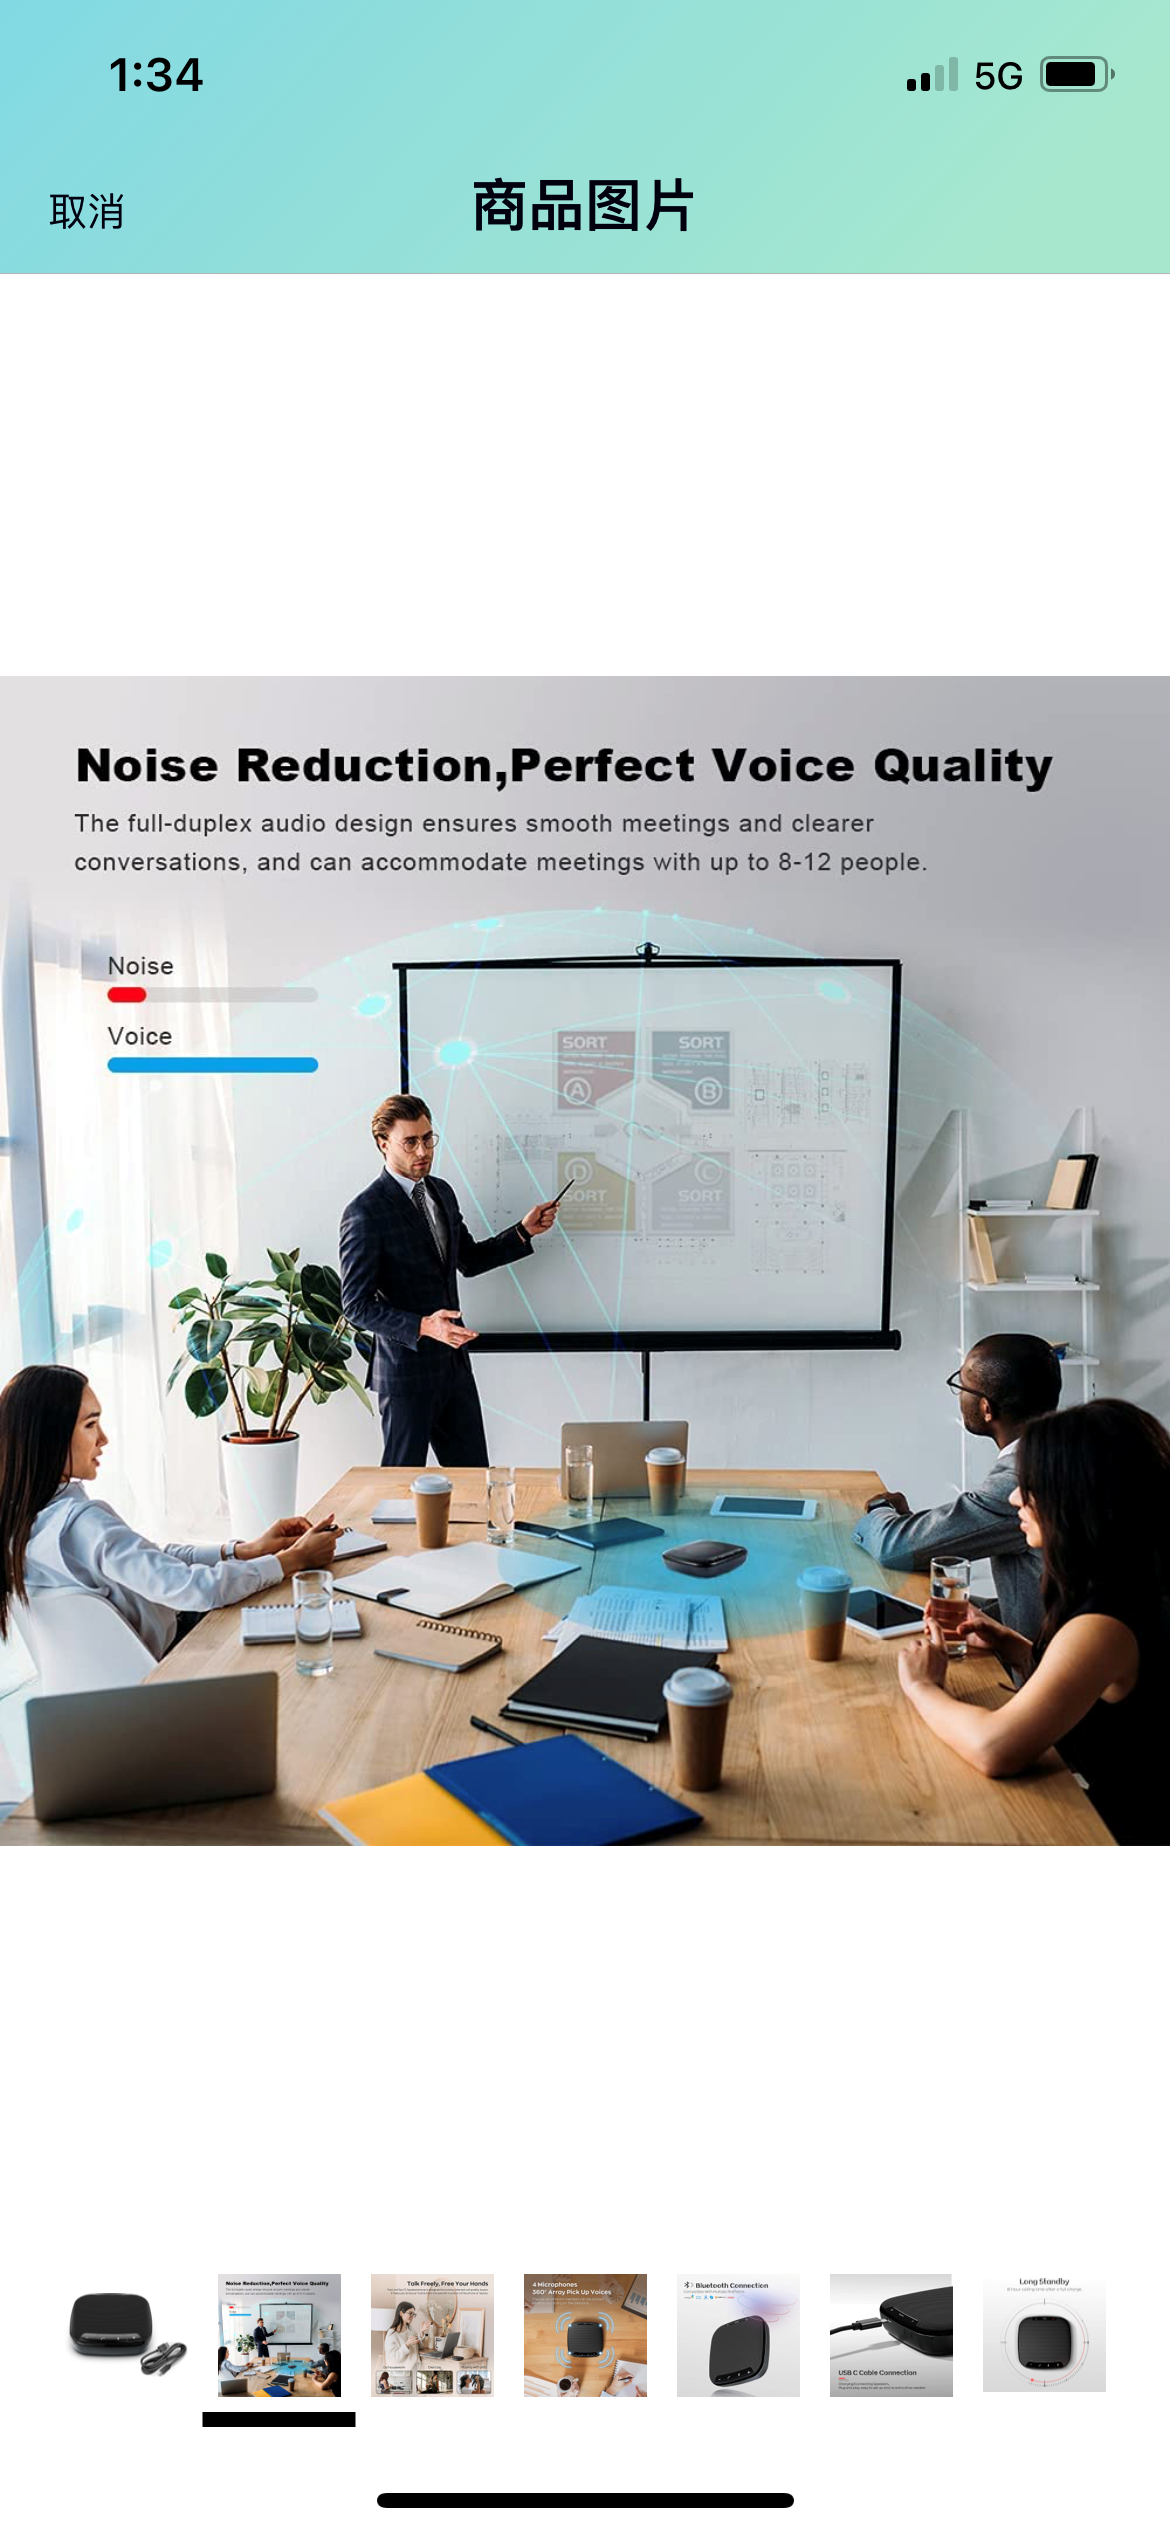 1:34
5G
取消
商品图片
Noise Reduction,Perfect Voice Quality
The full-duplex audio design ensures smooth meetings and clearer
conversations, and can accommodate meetings with up to 8-12 people.
Noise
Voice
SORT
SORT
A
B
D
C
SORT
SORT
Noise Reduction,Perfect Voice Quality
Talk Freely, Free Your Hands
4 Microphones
360° Array Pick Up Voices
Bluetooth Connection
USB C Cable Connection
Long Standby